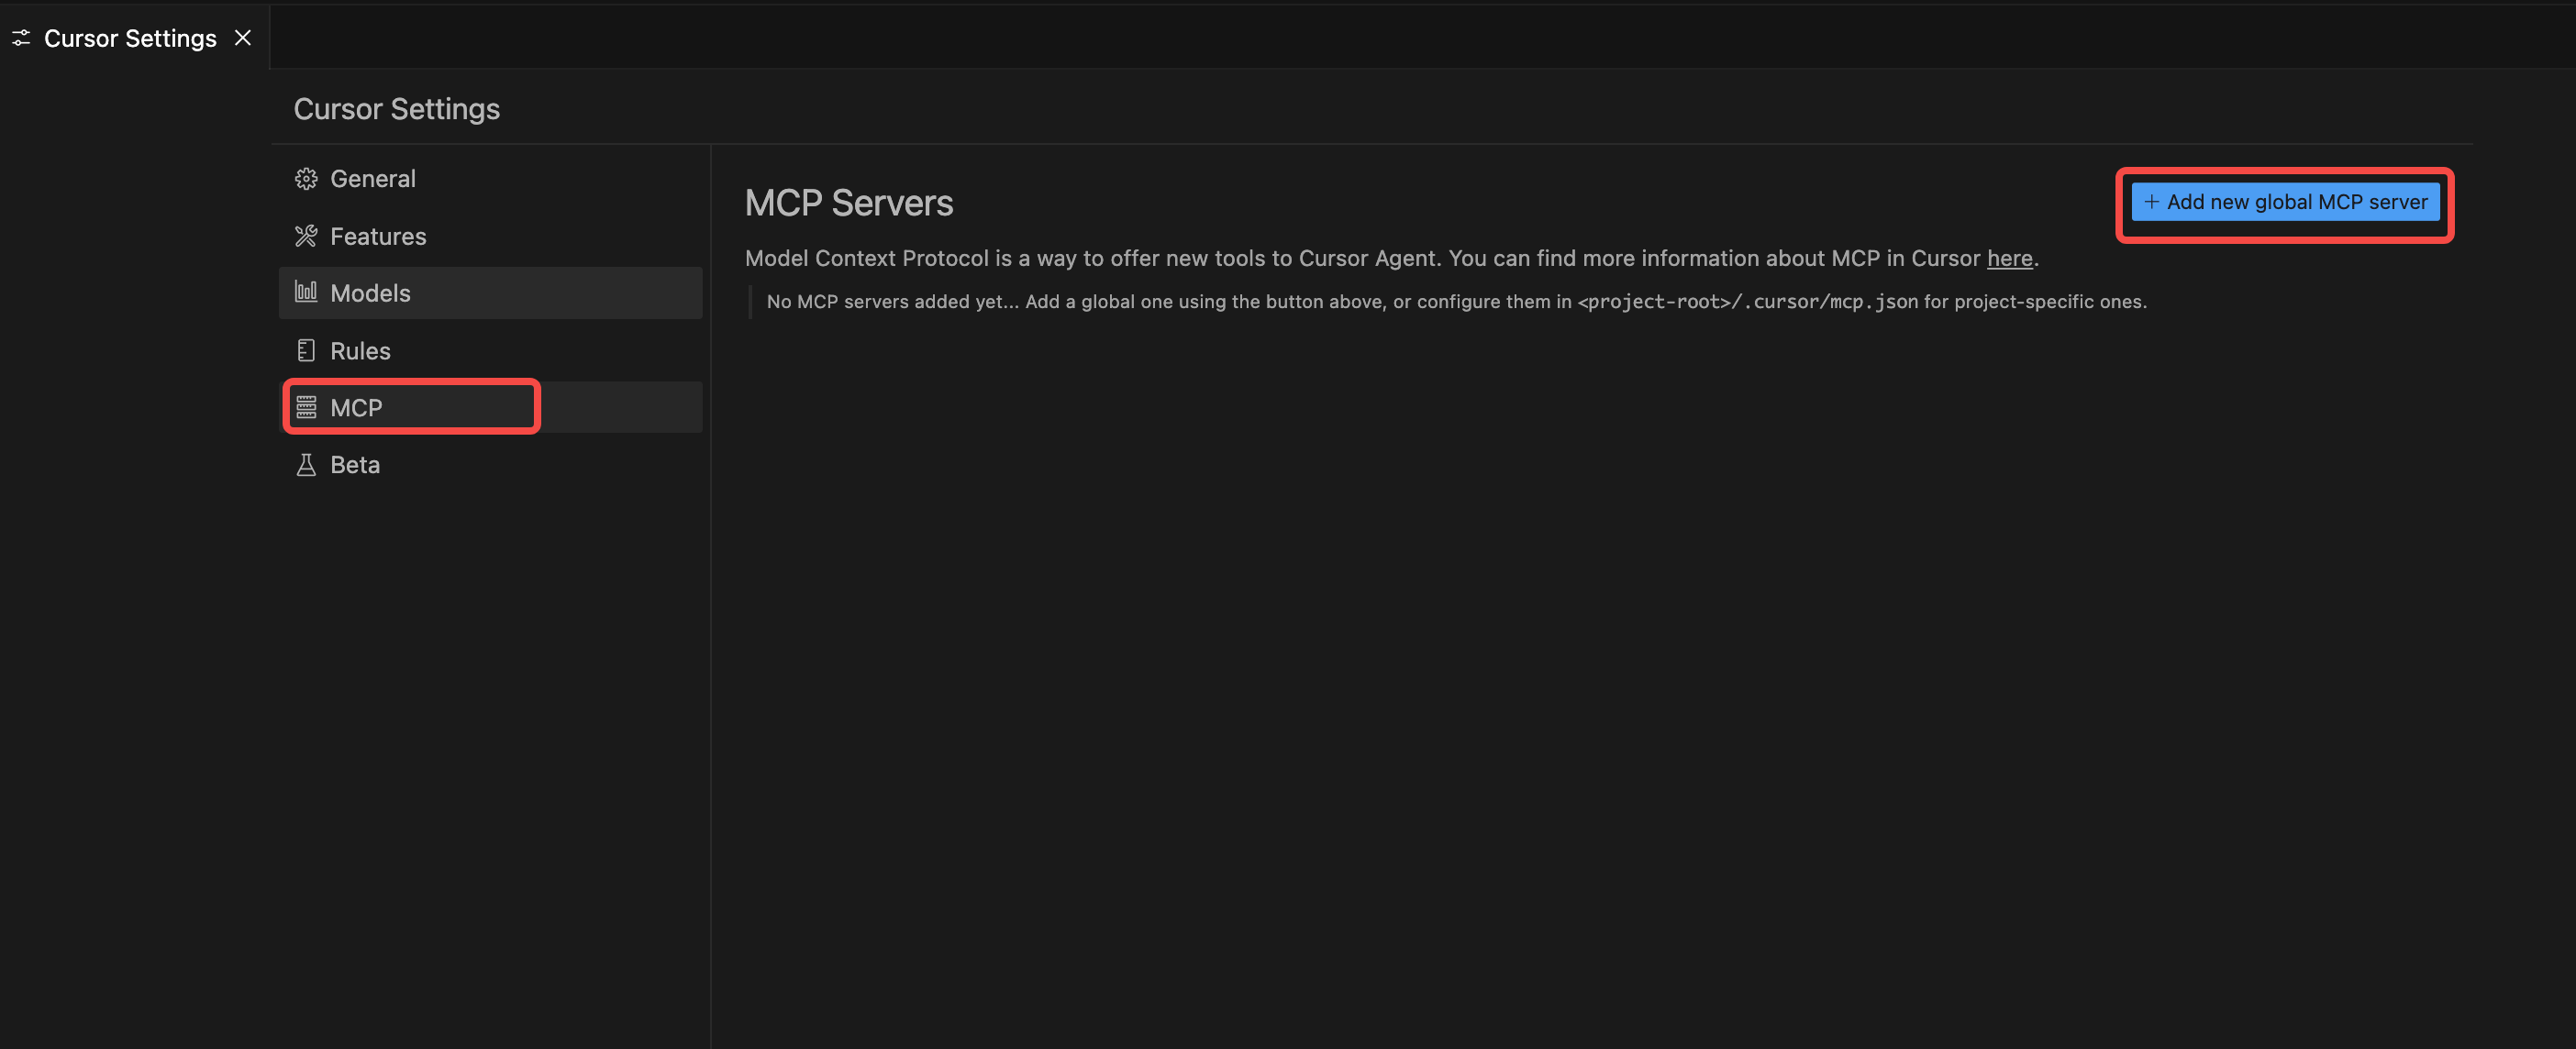 Cursor Settings
Cursor Settings
General
Features
Models
Rules
MCP
Beta
MCP Servers
+ Add new global MCP server
Model Context Protocol is a way to offer new tools to Cursor Agent. You can find more information about MCP in Cursor here.
No MCP servers added yet... Add a global one using the button above, or configure them in <project-root>/.cursor/mcp.json for project-specific ones.